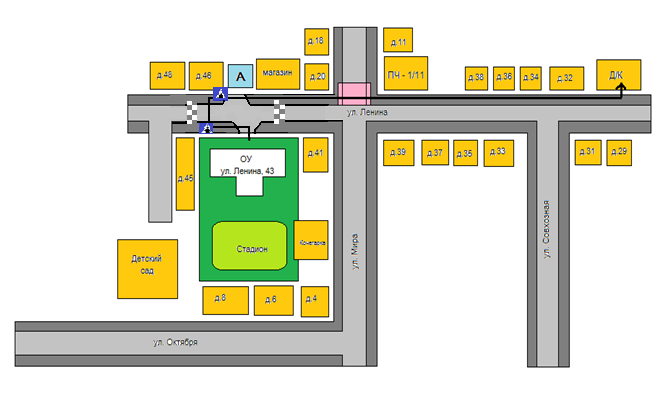 д.18
д.11
д.48
д.46
А
магазин
д.20
ПЧ - 1/11
д.38
д.36
д.34
д.32
Д/К
ул. Ленина
ОУ
ул. Ленина, 43
д.45
д.41
д.39
д.37
д.35
д.33
д.31
д.29
Стадион
Кочегарка
ул. Мира
ул. Совхозная
Детский
сад
д.8
д.6
д.4
ул. Октября